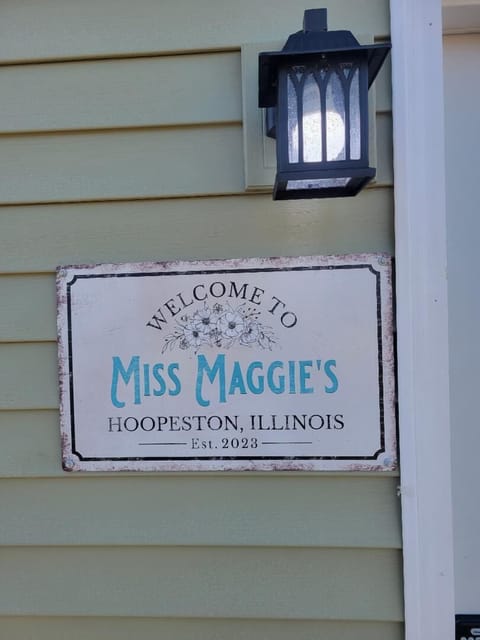 WELCOME TO
MISS MAGGIE'S
HOOPESTON, ILLINOIS
EST. 2023